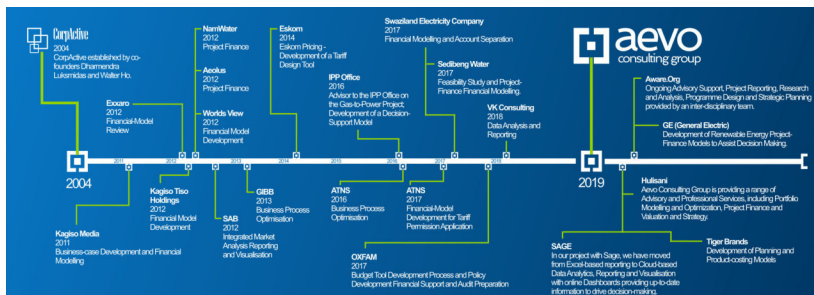 CorpActive
2004
CorpActive established by co-
founders Dharmendra
Lukamidas and Walter Ho.
Exxaro
2012
Financial-Model
Review
NamWater
2012
Project Finance
Aeolus
2012
Project Finance
Worlds View
2012
Financial Model
Development
Eskom
2014
Eskom Pricing -
Development of a Tariff
Design Tool
IPP Office
2016
Advisor to the IPP Office on
the Gas-to-Power Project;
Development of a Decision-
Support Model
Swaziland Electricity Company
2017
Financial Modelling and Account Separation
Sedibeng Water
2017
Feasibility Study and Project-
Finance Financial Modelling.
VK Consulting
2018
Data Analysis and
Reporting
aevo
consulting group
Aware.Org
Ongoing Advisory Support, Project Reporting, Research
and Analysis, Programme Design and Strategic Planning
provided by an inter-disciplinary team.
GE (General Electric)
Development of Renewable Energy Project-
Finance Models to Assist Decision Making.
2004
2011
2012
2013
2014
2015
2016
2017
2018
2019
Kagiso Media
2011
Business-case Development and Financial
Modelling
Kagiso Tiso
Holdings
2012
Financial Model
Development
SAB
2012
Integrated Market
Analysis Reporting
and Visualisation
GIBB
2013
Business Process
Optimisation
ATNS
2016
Business Process
Optimisation
ATNS
2017
Financial-Model
Development for Tariff
Permission Application
OXFAM
2017
Budget Tool Development Process and Policy
Development Financial Support and Audit Preparation
Hulisani
Aevo Consulting Group is providing a range of
Advisory and Professional Services, including Portfolio
Modelling and Optimization, Project Finance and
Valuation and Strategy.
SAGE
In our project with Sage, we have moved
from Excel-based reporting to Cloud-based
Data Analytics, Reporting and Visualisation
with online Dashboards providing up-to-date
information to drive decision-making.
Tiger Brands
Development of Planning and
Product-costing Models